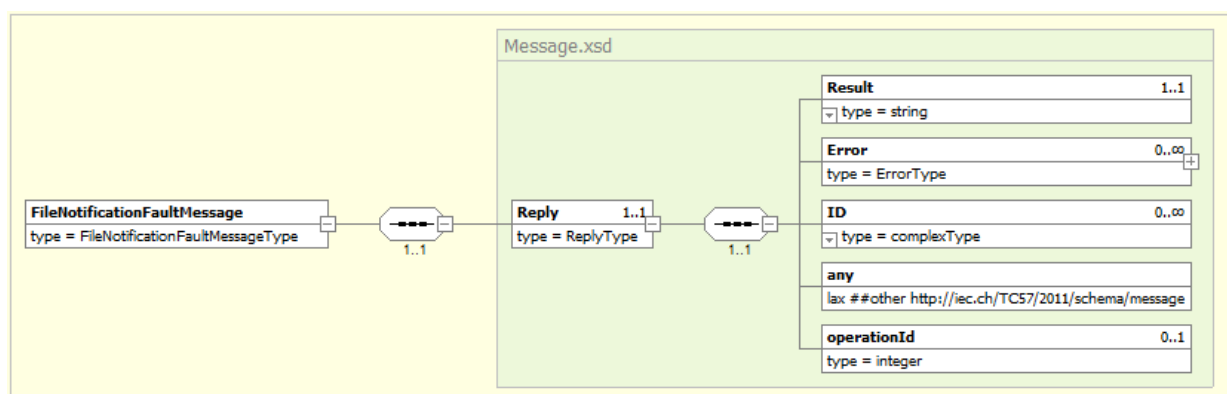 Message.xsd
Result 1..1
type = string
Error 0..∞
type = ErrorType
FileNotificationFaultMessage
type = FileNotificationFaultMessageType
1..1
Reply 1..1
type = ReplyType
1..1
ID 0..∞
type = complexType
any
lax ##other http://iec.ch/TC57/2011/schema/message
operationId 0..1
type = integer